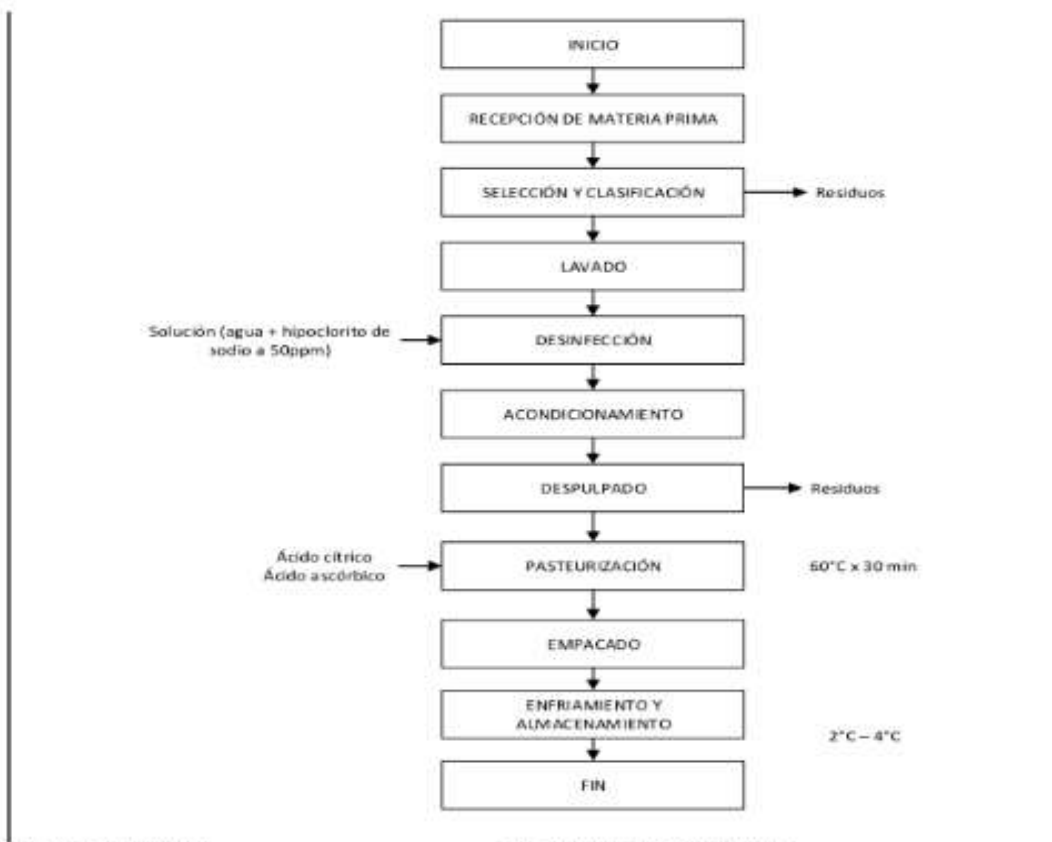 INICIO
RECEPCIÓN DE MATERIA PRIMA
SELECCIÓN Y CLASIFICACIÓN
Residuos
LAVADO
Solución (agua + hipoclorito de
sodio a 50ppm)
DESINFECCIÓN
ACONDICIONAMIENTO
DESPULPADO
Residuos
Ácido cítrico
Ácido ascórbico
PASTEURIZACIÓN
60°C x 30 min
EMPACADO
ENFRIAMIENTO Y
ALMACENAMIENTO
2°C – 4°C
FIN